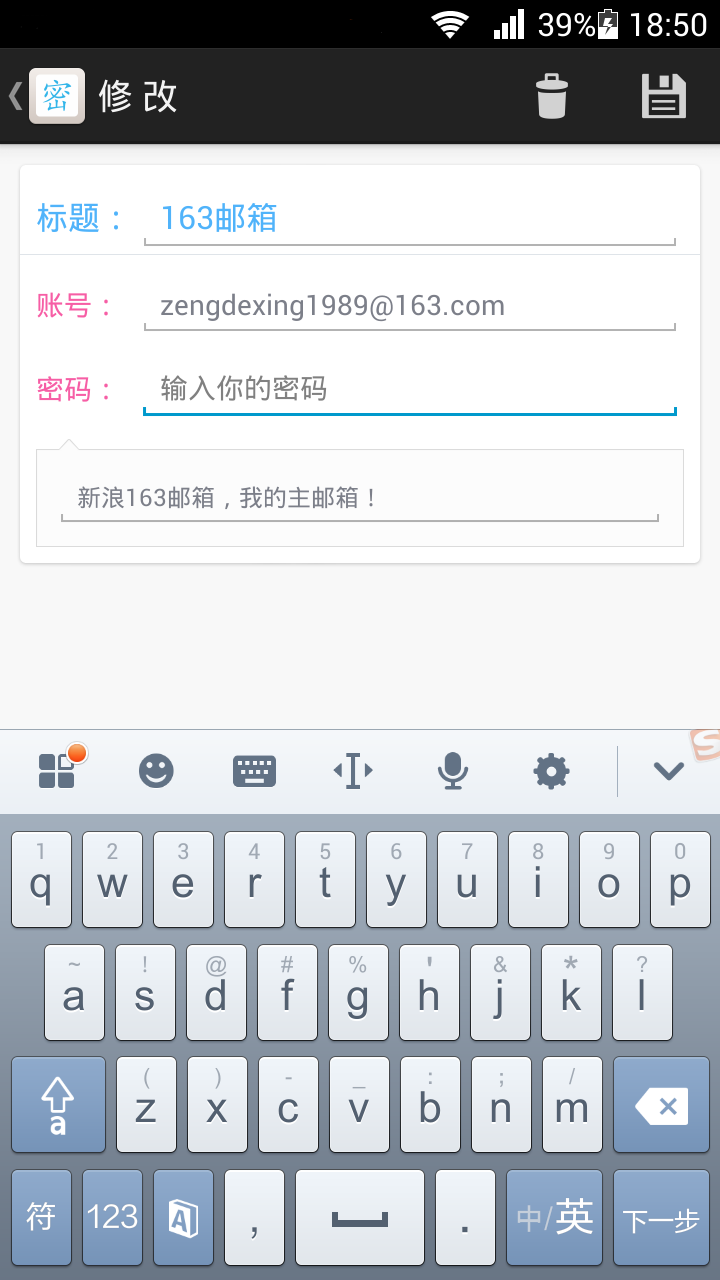 39% 18:50
密 修改
标题： 163邮箱
账号： zengdexing1989@163.com
密码： 输入你的密码
新浪163邮箱，我的主邮箱！
S
1 2 3 4 5 6 7 8 9 0
q w e r t y u i o p
~ ! @ # % ' & * ?
a s d f g h j k l
( ) - _ : ; /
a z x c v b n m
符 123 A , . 中/英 下一步